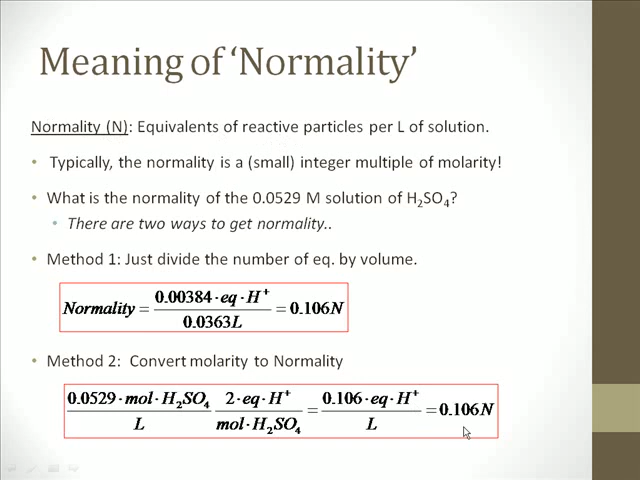 Meaning of ‘Normality’
Normality (N): Equivalents of reactive particles per L of solution.
• Typically, the normality is a (small) integer multiple of molarity!
• What is the normality of the 0.0529 M solution of H₂SO₄?
• There are two ways to get normality..
• Method 1: Just divide the number of eq. by volume.
Normality = 0.00384·eq·H⁺ / 0.0363L = 0.106N
• Method 2: Convert molarity to Normality
0.0529·mol·H₂SO₄ / L 2·eq·H⁺ / mol·H₂SO₄ = 0.106·eq·H⁺ / L = 0.106N